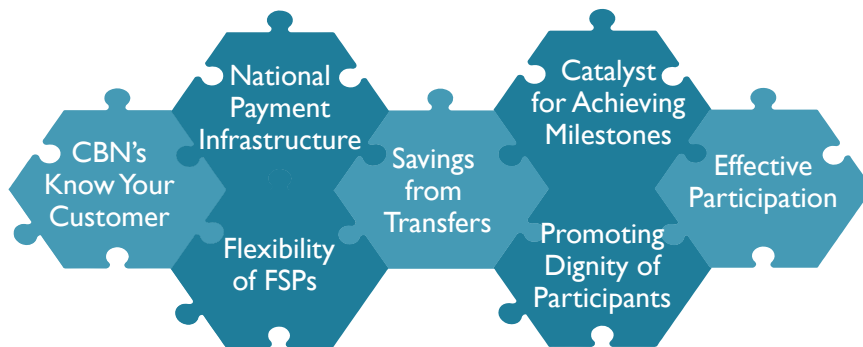 CBN's
Know Your
Customer
National
Payment
Infrastructure
Flexibility
of FSPs
Savings
from
Transfers
Catalyst
for Achieving
Milestones
Promoting
Dignity of
Participants
Effective
Participation